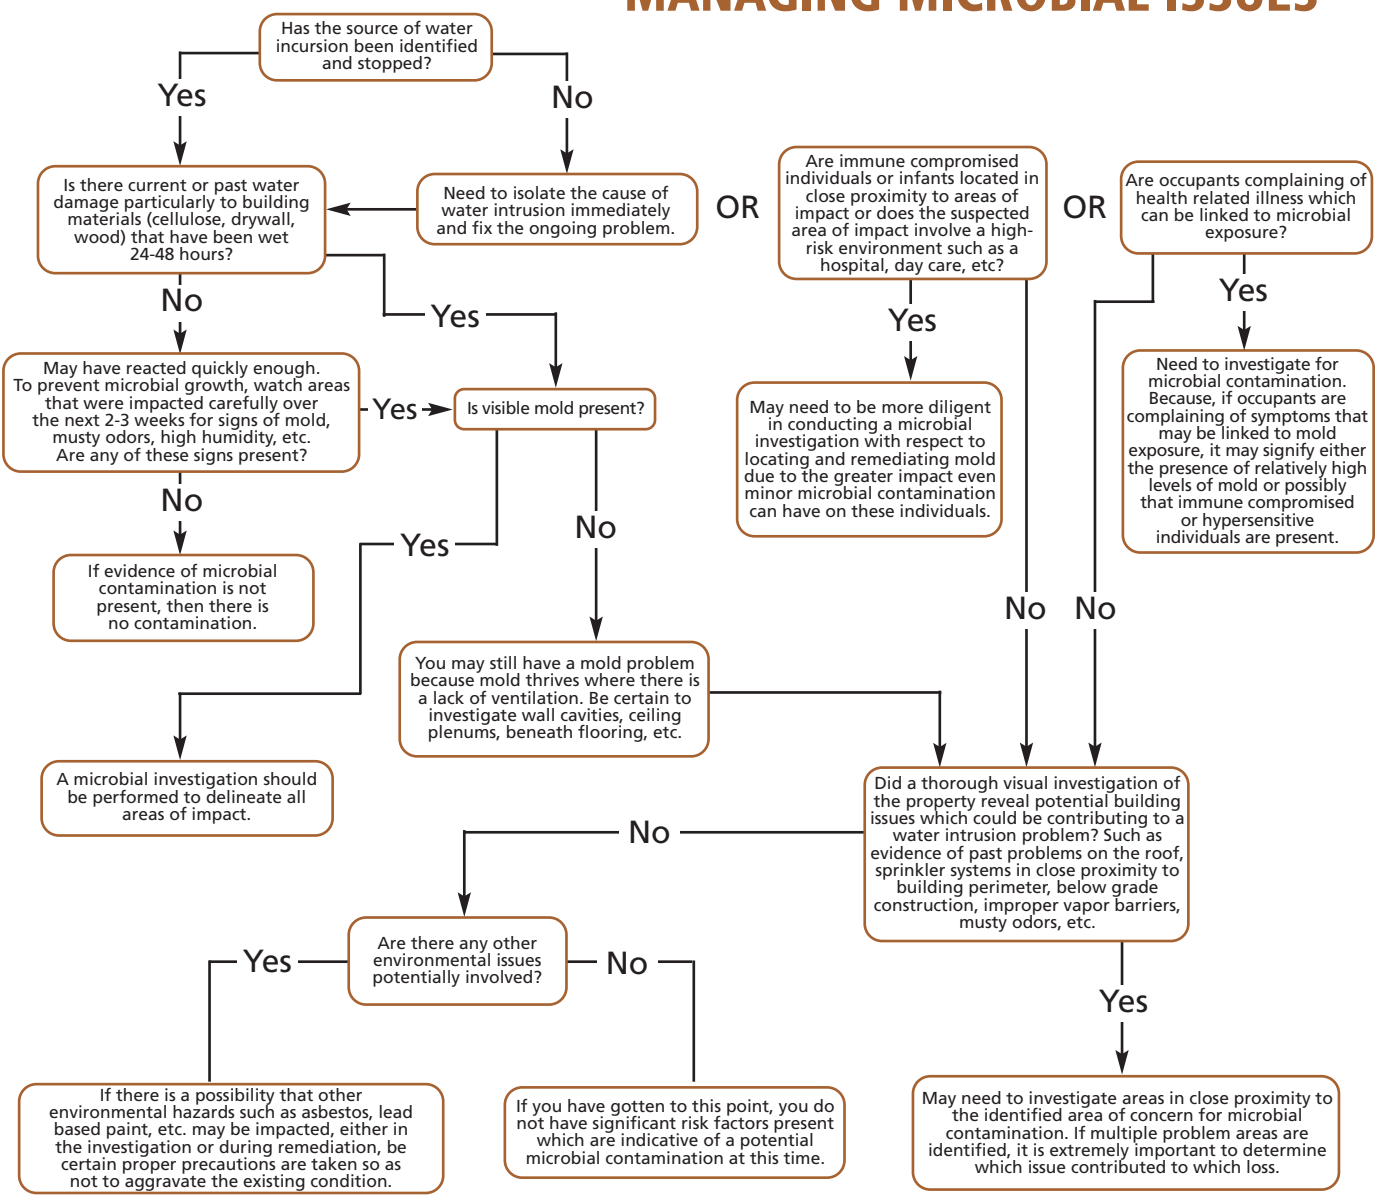 MANAGING MICROBIAL ISSUES
Has the source of water
incursion been identified
and stopped?
Yes
No
Is there current or past water
damage particularly to building
materials (cellulose, drywall,
wood) that have been wet
24-48 hours?
Need to isolate the cause of
water intrusion immediately
and fix the ongoing problem.
OR
Are immune compromised
individuals or infants located in
close proximity to areas of
impact or does the suspected
area of impact involve a high-
risk environment such as a
hospital, day care, etc?
OR
Are occupants complaining of
health related illness which
can be linked to microbial
exposure?
No
Yes
Yes
Yes
May have reacted quickly enough.
To prevent microbial growth, watch areas
that were impacted carefully over
the next 2-3 weeks for signs of mold,
musty odors, high humidity, etc.
Are any of these signs present?
Yes
Is visible mold present?
May need to be more diligent
in conducting a microbial
investigation with respect to
locating and remediating mold
due to the greater impact even
minor microbial contamination
can have on these individuals.
Need to investigate for
microbial contamination.
Because, if occupants are
complaining of symptoms that
may be linked to mold
exposure, it may signify either
the presence of relatively high
levels of mold or possibly
that immune compromised
or hypersensitive
individuals are present.
No
Yes
No
If evidence of microbial
contamination is not
present, then there is
no contamination.
No
No
You may still have a mold problem
because mold thrives where there is
a lack of ventilation. Be certain to
investigate wall cavities, ceiling
plenums, beneath flooring, etc.
A microbial investigation should
be performed to delineate all
areas of impact.
Did a thorough visual investigation of
the property reveal potential building
issues which could be contributing to a
water intrusion problem? Such as
evidence of past problems on the roof,
sprinkler systems in close proximity to
building perimeter, below grade
construction, improper vapor barriers,
musty odors, etc.
No
Are there any other
environmental issues
potentially involved?
Yes
No
Yes
If there is a possibility that other
environmental hazards such as asbestos, lead
based paint, etc. may be impacted, either in
the investigation or during remediation, be
certain proper precautions are taken so as
not to aggravate the existing condition.
If you have gotten to this point, you do
not have significant risk factors present
which are indicative of a potential
microbial contamination at this time.
May need to investigate areas in close proximity to
the identified area of concern for microbial
contamination. If multiple problem areas are
identified, it is extremely important to determine
which issue contributed to which loss.